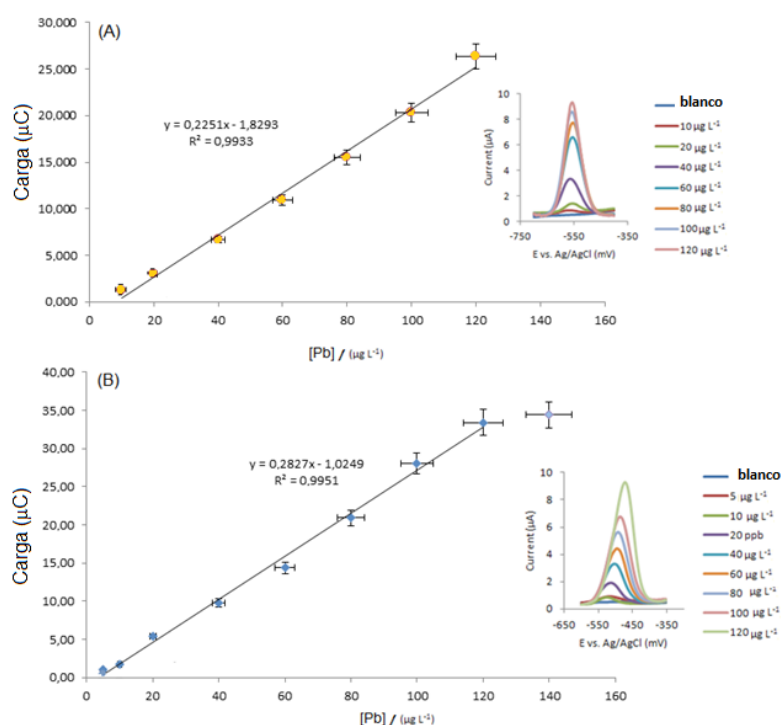 (A)
30,000
25,000
20,000
15,000
10,000
5,000
0,000
Carga (µC)
y = 0,2251x - 1,8293
R² = 0,9933
0 20 40 60 80 100 120 140 160
[Pb] / (µg L⁻¹)
10
8
6
4
2
0
Current (µA)
-750 -550 -350
E vs. Ag/AgCl (mV)
blanco
10 µg L⁻¹
20 µg L⁻¹
40 µg L⁻¹
60 µg L⁻¹
80 µg L⁻¹
100 µg L⁻¹
120 µg L⁻¹
(B)
40,00
35,00
30,00
25,00
20,00
15,00
10,00
5,00
0,00
Carga (µC)
y = 0,2827x - 1,0249
R² = 0,9951
0 20 40 60 80 100 120 140 160
[Pb] / (µg L⁻¹)
10
8
6
4
2
0
Current (µA)
-650 -550 -450 -350
E vs. Ag/AgCl (mV)
blanco
5 µg L⁻¹
10 µg L⁻¹
20 ppb
40 µg L⁻¹
60 µg L⁻¹
80 µg L⁻¹
100 µg L⁻¹
120 µg L⁻¹